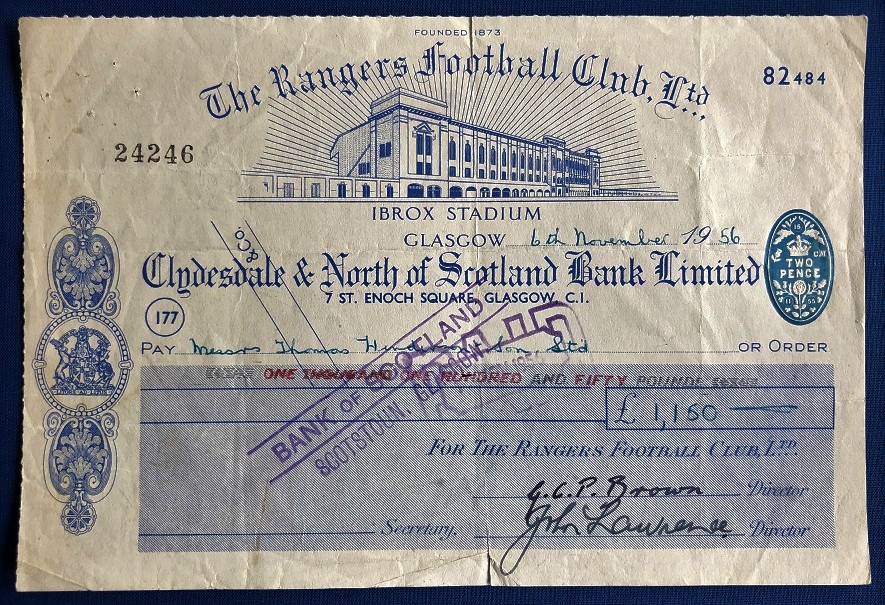 FOUNDED 1873
The Rangers Football Club, Ltd.
82484
24246
IBROX STADIUM
GLASGOW 6th November 1956
& Co
Clydesdale & North of Scotland Bank Limited
7 ST. ENOCH SQUARE, GLASGOW, C.1.
TWO PENCE
177
PAY Messrs Thomas Son Ltd OR ORDER
ONE THOUSAND ONE HUNDRED AND FIFTY POUNDS
£ 1,150
BANK OF SCOTLAND
SCOTSTOUN, GLASGOW
FOR THE RANGERS FOOTBALL CLUB, LTD.
G.C.P. Brown Director
Secretary. John Lawrence Director